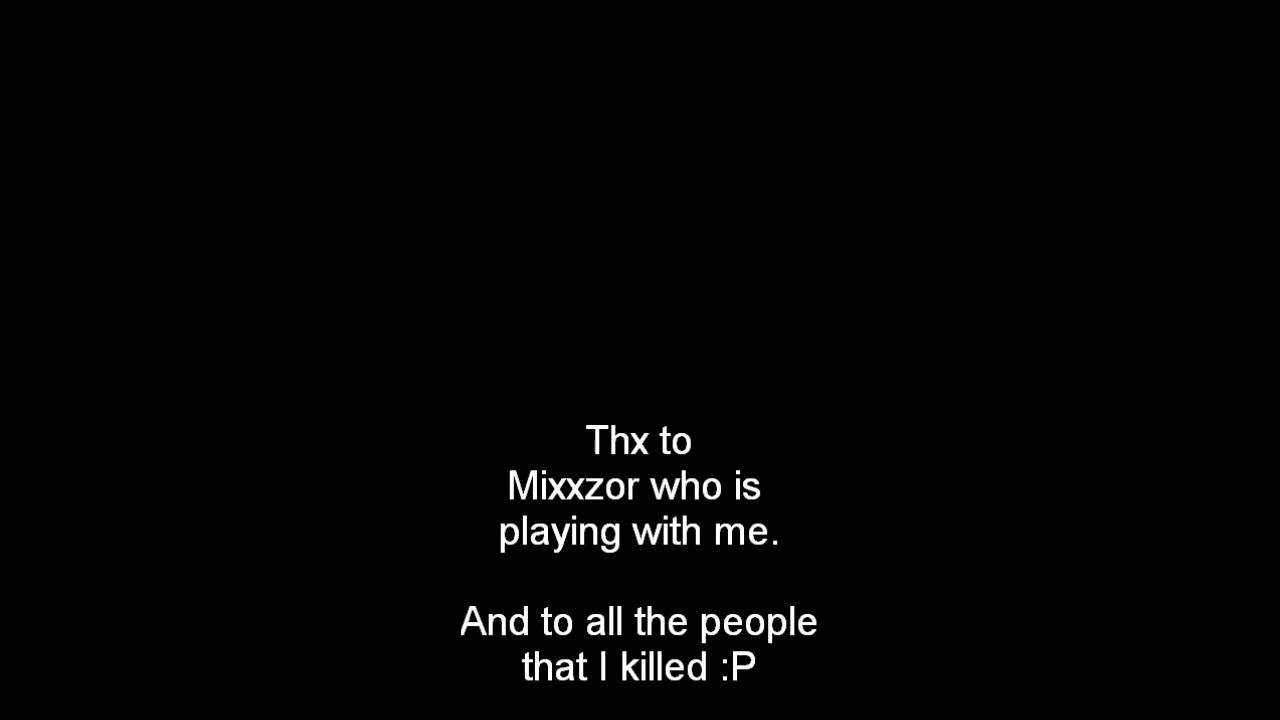 Thx to
Mixxzor who is
playing with me.
And to all the people
that I killed :P